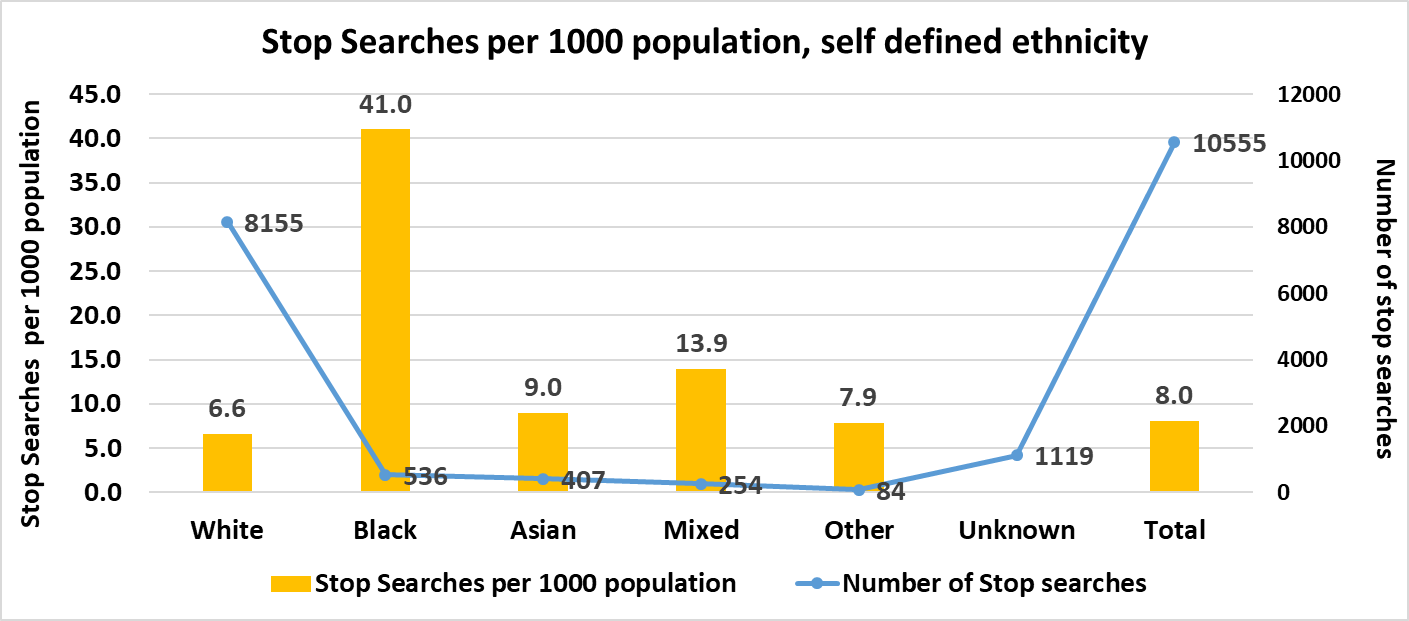 Stop Searches per 1000 population, self defined ethnicity
Stop Searches  per 1000 population
45.0
40.0
35.0
30.0
25.0
20.0
15.0
10.0
5.0
0.0
12000
10000
8000
6000
4000
2000
0
Number of stop searches
6.6
41.0
9.0
13.9
7.9
8.0
8155
536
407
254
84
1119
10555
White
Black
Asian
Mixed
Other
Unknown
Total
Stop Searches per 1000 population
Number of Stop searches